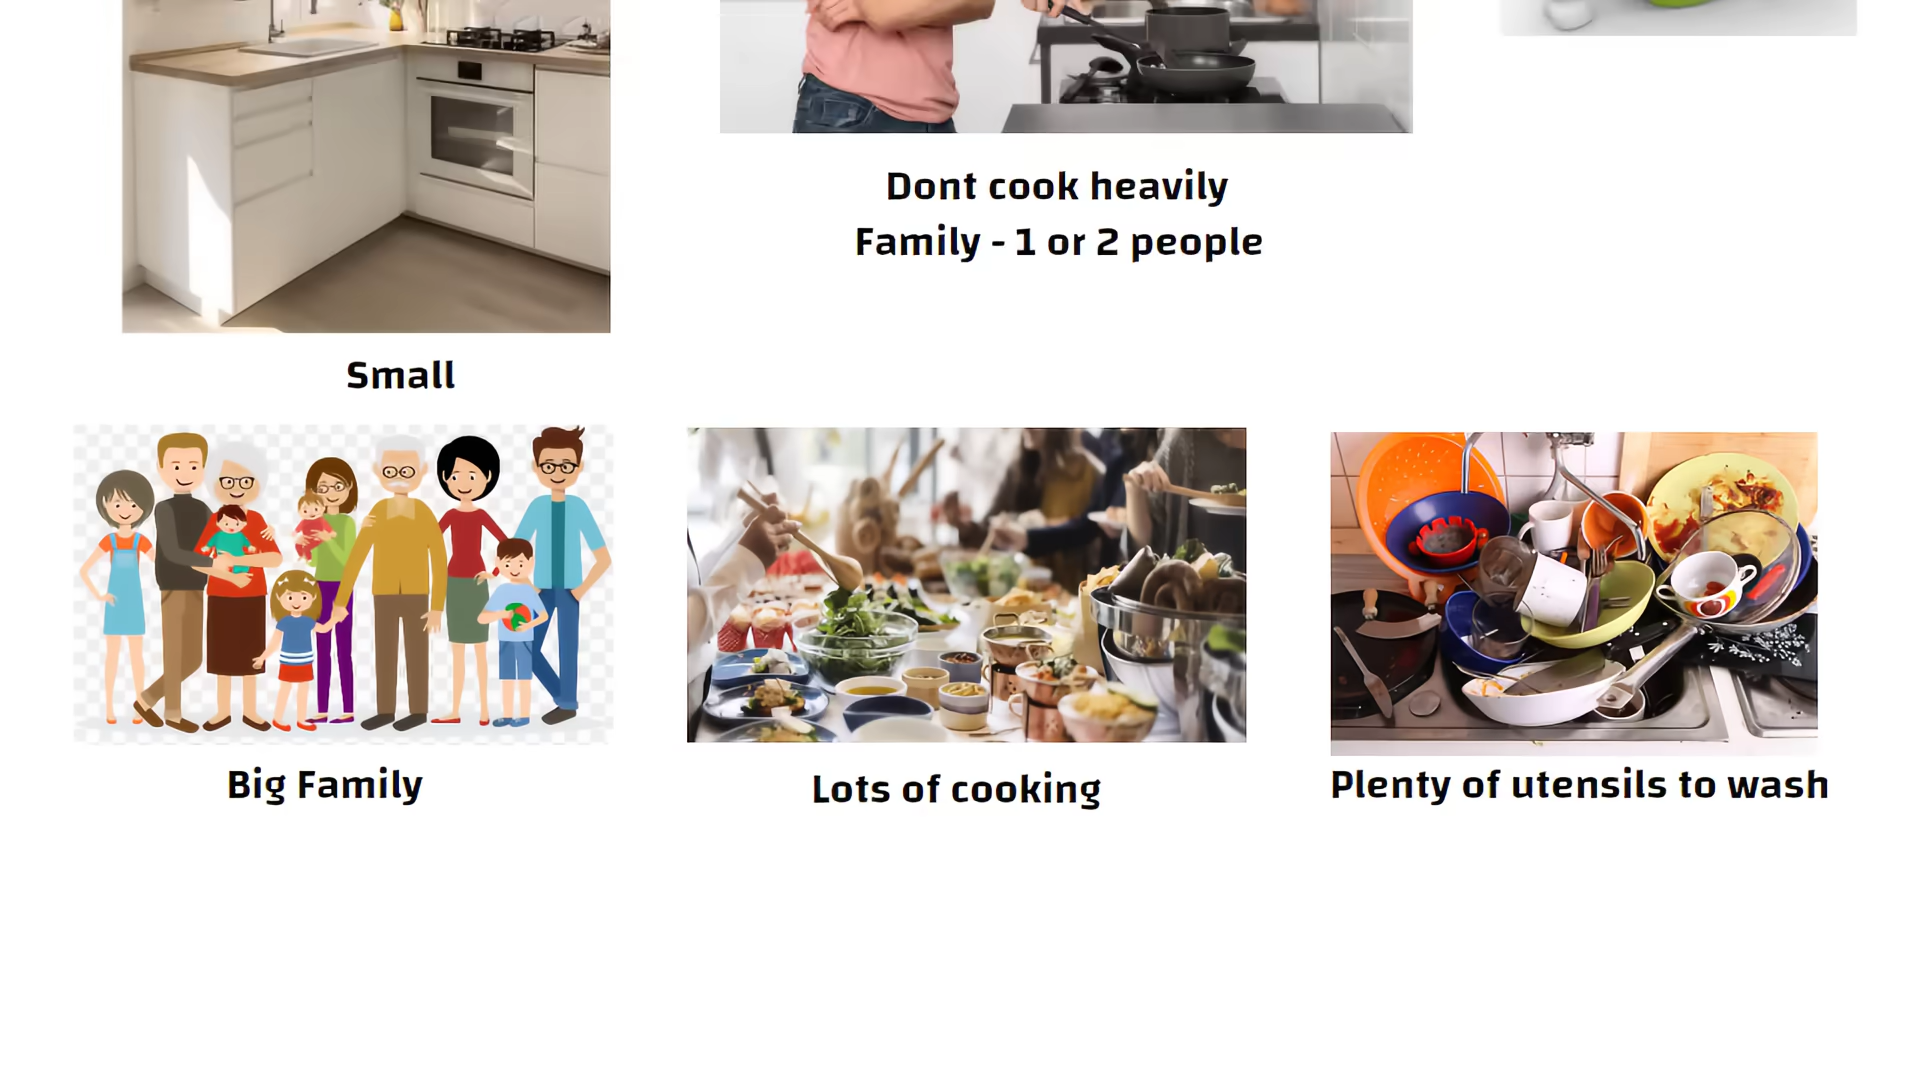 Dont cook heavily
Family - 1 or 2 people
Small
Big Family
Lots of cooking
Plenty of utensils to wash